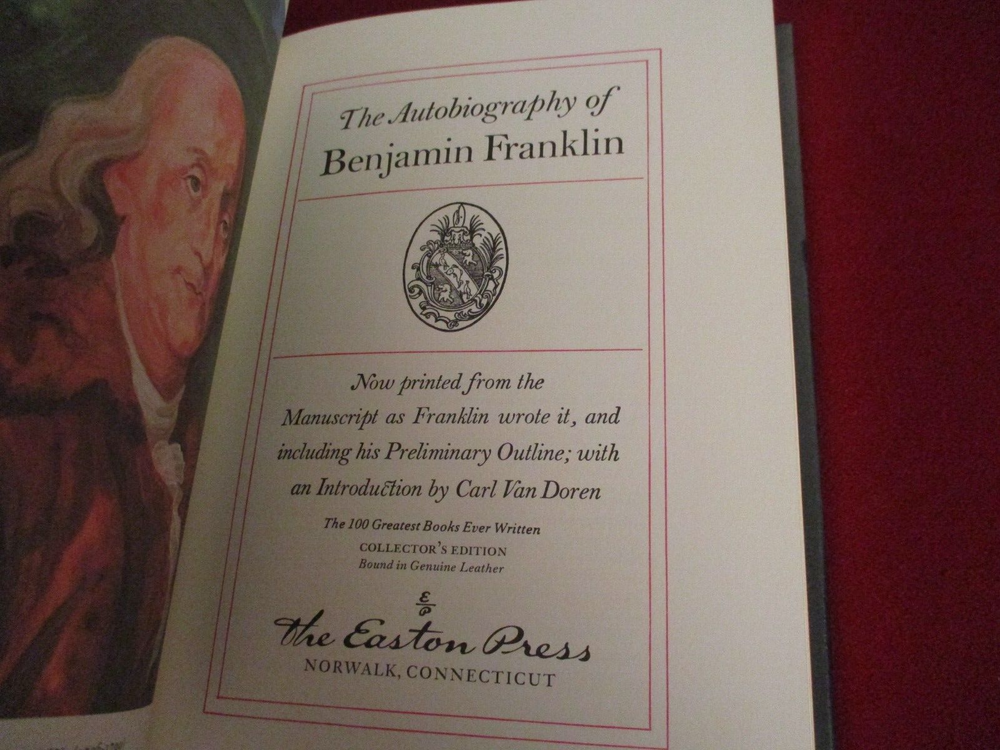 The Autobiography of
Benjamin Franklin
Now printed from the
Manuscript as Franklin wrote it, and
including his Preliminary Outline; with
an Introduction by Carl Van Doren
The 100 Greatest Books Ever Written
COLLECTOR'S EDITION
Bound in Genuine Leather
E
P
The Easton Press
NORWALK, CONNECTICUT